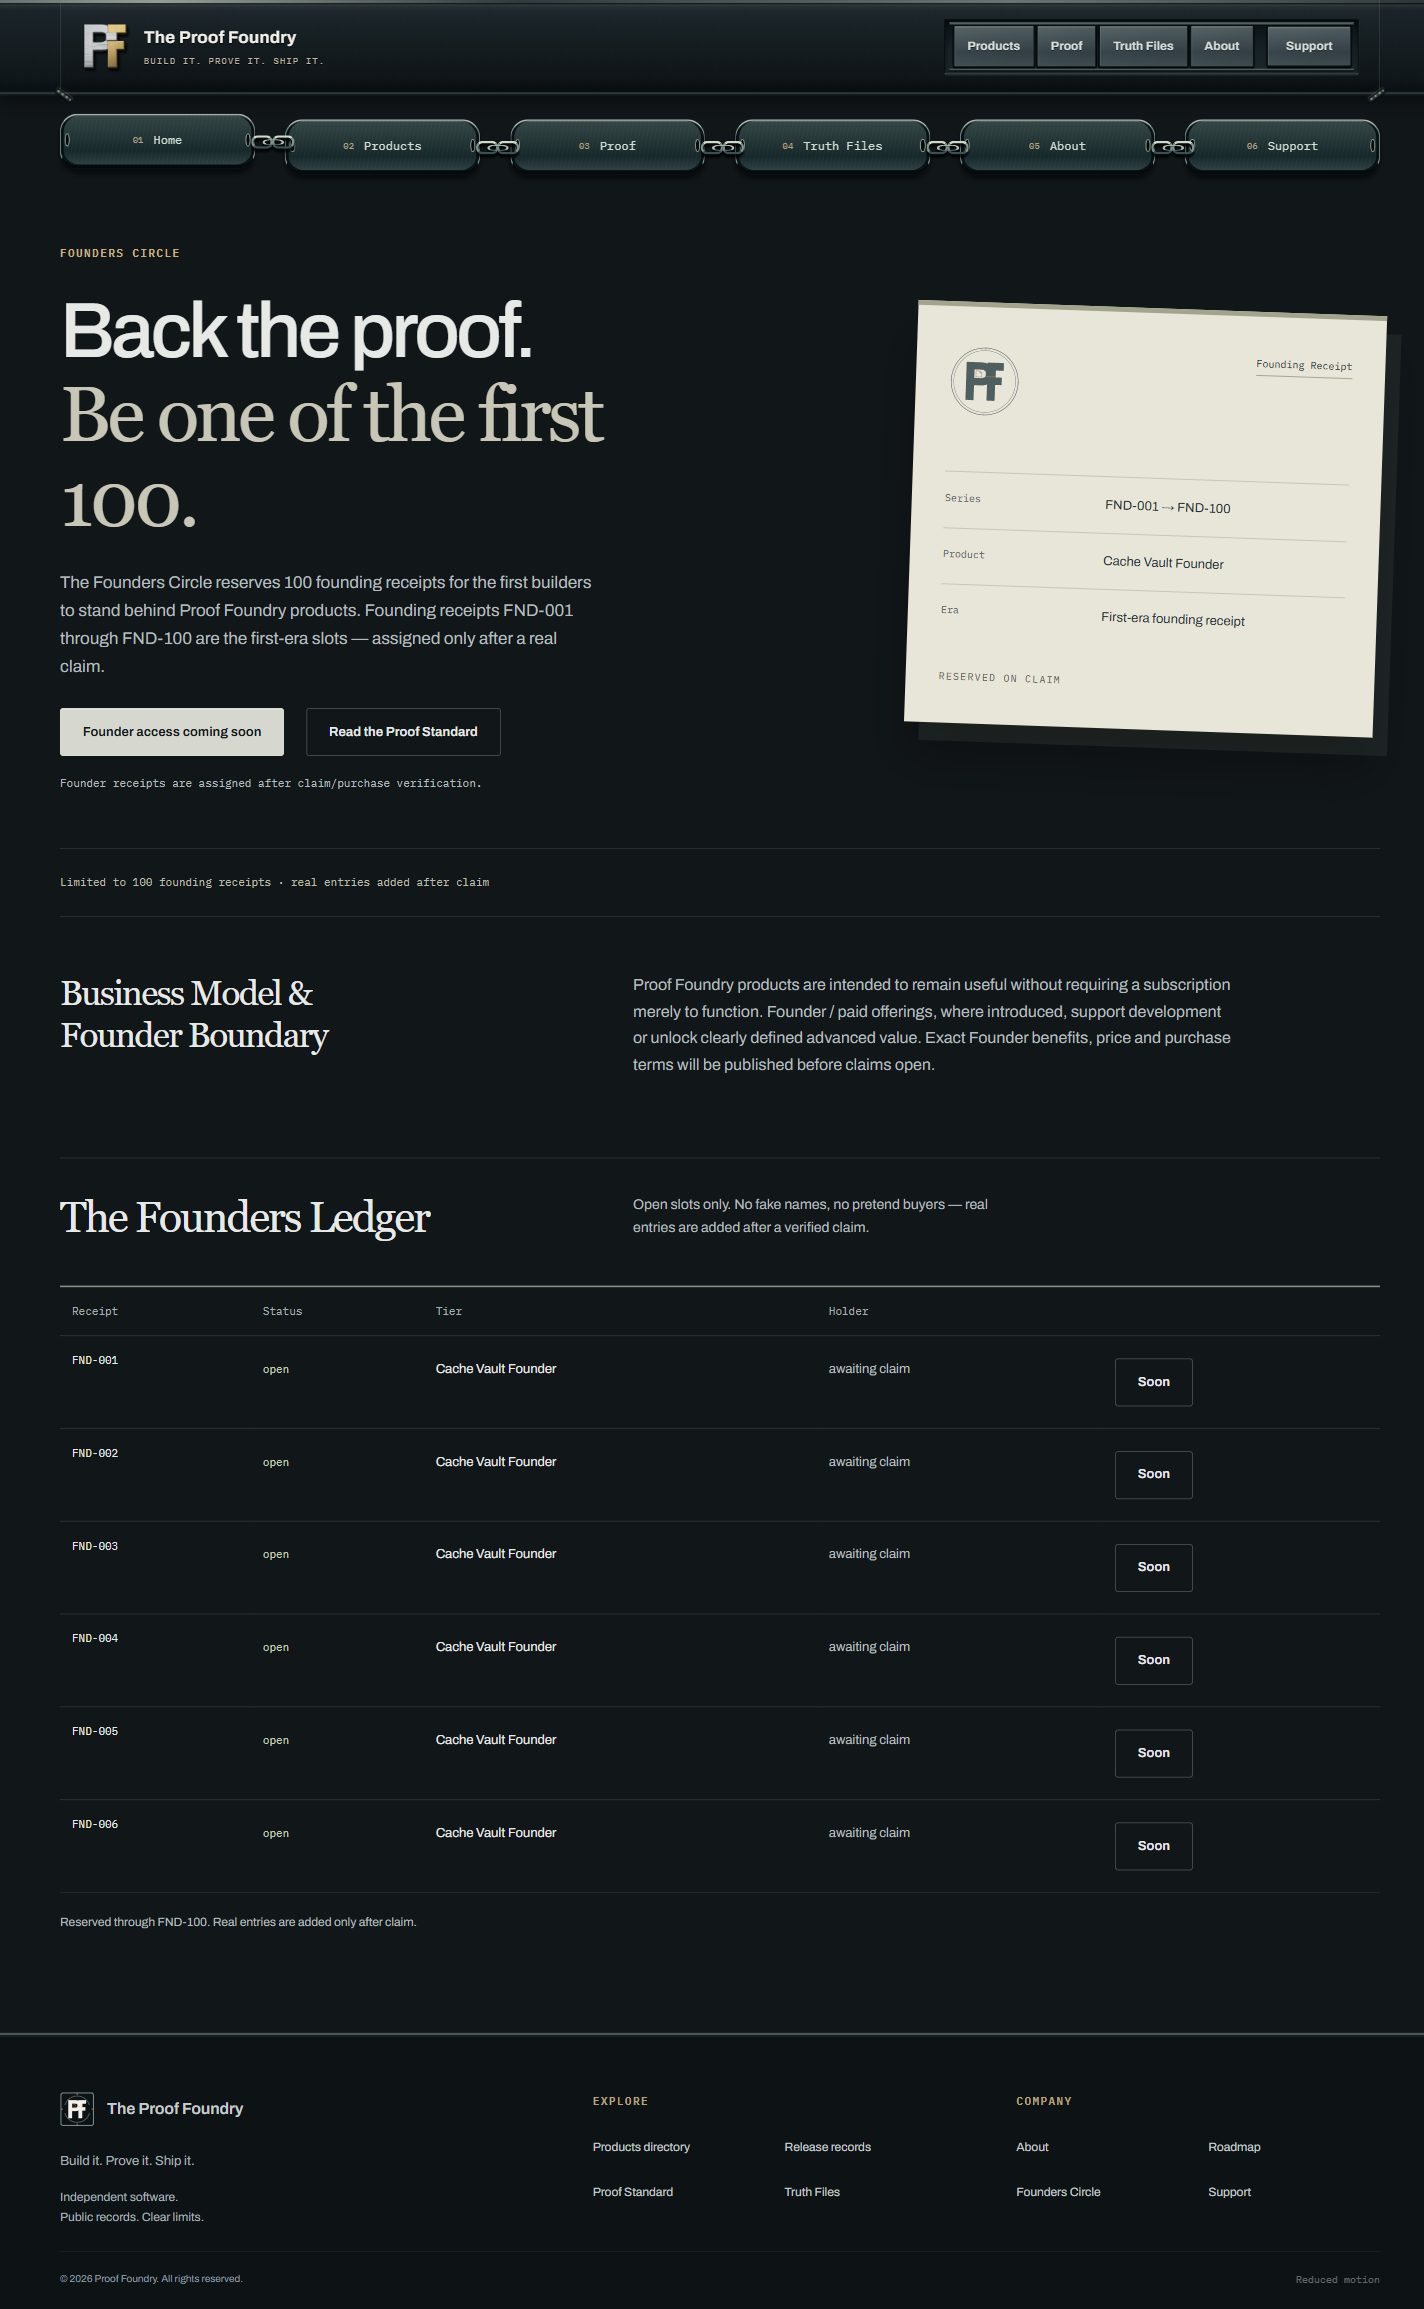 PF
The Proof Foundry
BUILD IT. PROVE IT. SHIP IT.
Products Proof Truth Files About Support
01 Home 02 Products 03 Proof 04 Truth Files 05 About 06 Support
FOUNDERS CIRCLE
Back the proof.
Be one of the first
100.
The Founders Circle reserves 100 founding receipts for the first builders
to stand behind Proof Foundry products. Founding receipts FND-001
through FND-100 are the first-era slots — assigned only after a real
claim.
Founder access coming soon Read the Proof Standard
Founder receipts are assigned after claim/purchase verification.
PF
Founding Receipt
Series FND-001 → FND-100
Product Cache Vault Founder
Era First-era founding receipt
RESERVED ON CLAIM
Limited to 100 founding receipts · real entries added after claim
Business Model &
Founder Boundary
Proof Foundry products are intended to remain useful without requiring a subscription
merely to function. Founder / paid offerings, where introduced, support development
or unlock clearly defined advanced value. Exact Founder benefits, price and purchase
terms will be published before claims open.
The Founders Ledger
Open slots only. No fake names, no pretend buyers — real
entries are added after a verified claim.
Receipt Status Tier Holder
FND-001 open Cache Vault Founder awaiting claim Soon
FND-002 open Cache Vault Founder awaiting claim Soon
FND-003 open Cache Vault Founder awaiting claim Soon
FND-004 open Cache Vault Founder awaiting claim Soon
FND-005 open Cache Vault Founder awaiting claim Soon
FND-006 open Cache Vault Founder awaiting claim Soon
Reserved through FND-100. Real entries are added only after claim.
PF The Proof Foundry
Build it. Prove it. Ship it.
Independent software.
Public records. Clear limits.
EXPLORE
Products directory Release records
Proof Standard Truth Files
COMPANY
About Roadmap
Founders Circle Support
© 2026 Proof Foundry. All rights reserved.
Reduced motion